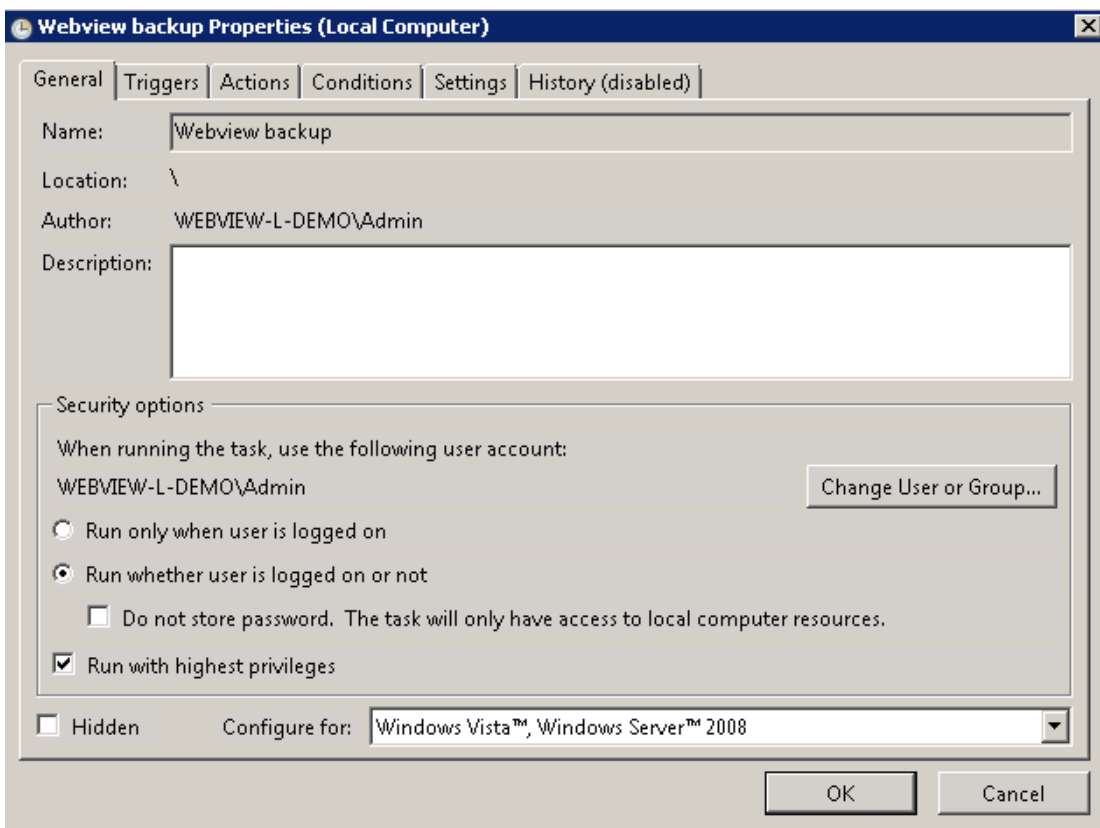 Webview backup Properties (Local Computer)
General Triggers Actions Conditions Settings History (disabled)
Name: Webview backup
Location: \
Author: WEBVIEW-L-DEMO\Admin
Description:
Security options
When running the task, use the following user account:
WEBVIEW-L-DEMO\Admin Change User or Group...
Run only when user is logged on
Run whether user is logged on or not
Do not store password. The task will only have access to local computer resources.
Run with highest privileges
Hidden Configure for: Windows Vista™, Windows Server™ 2008
OK Cancel